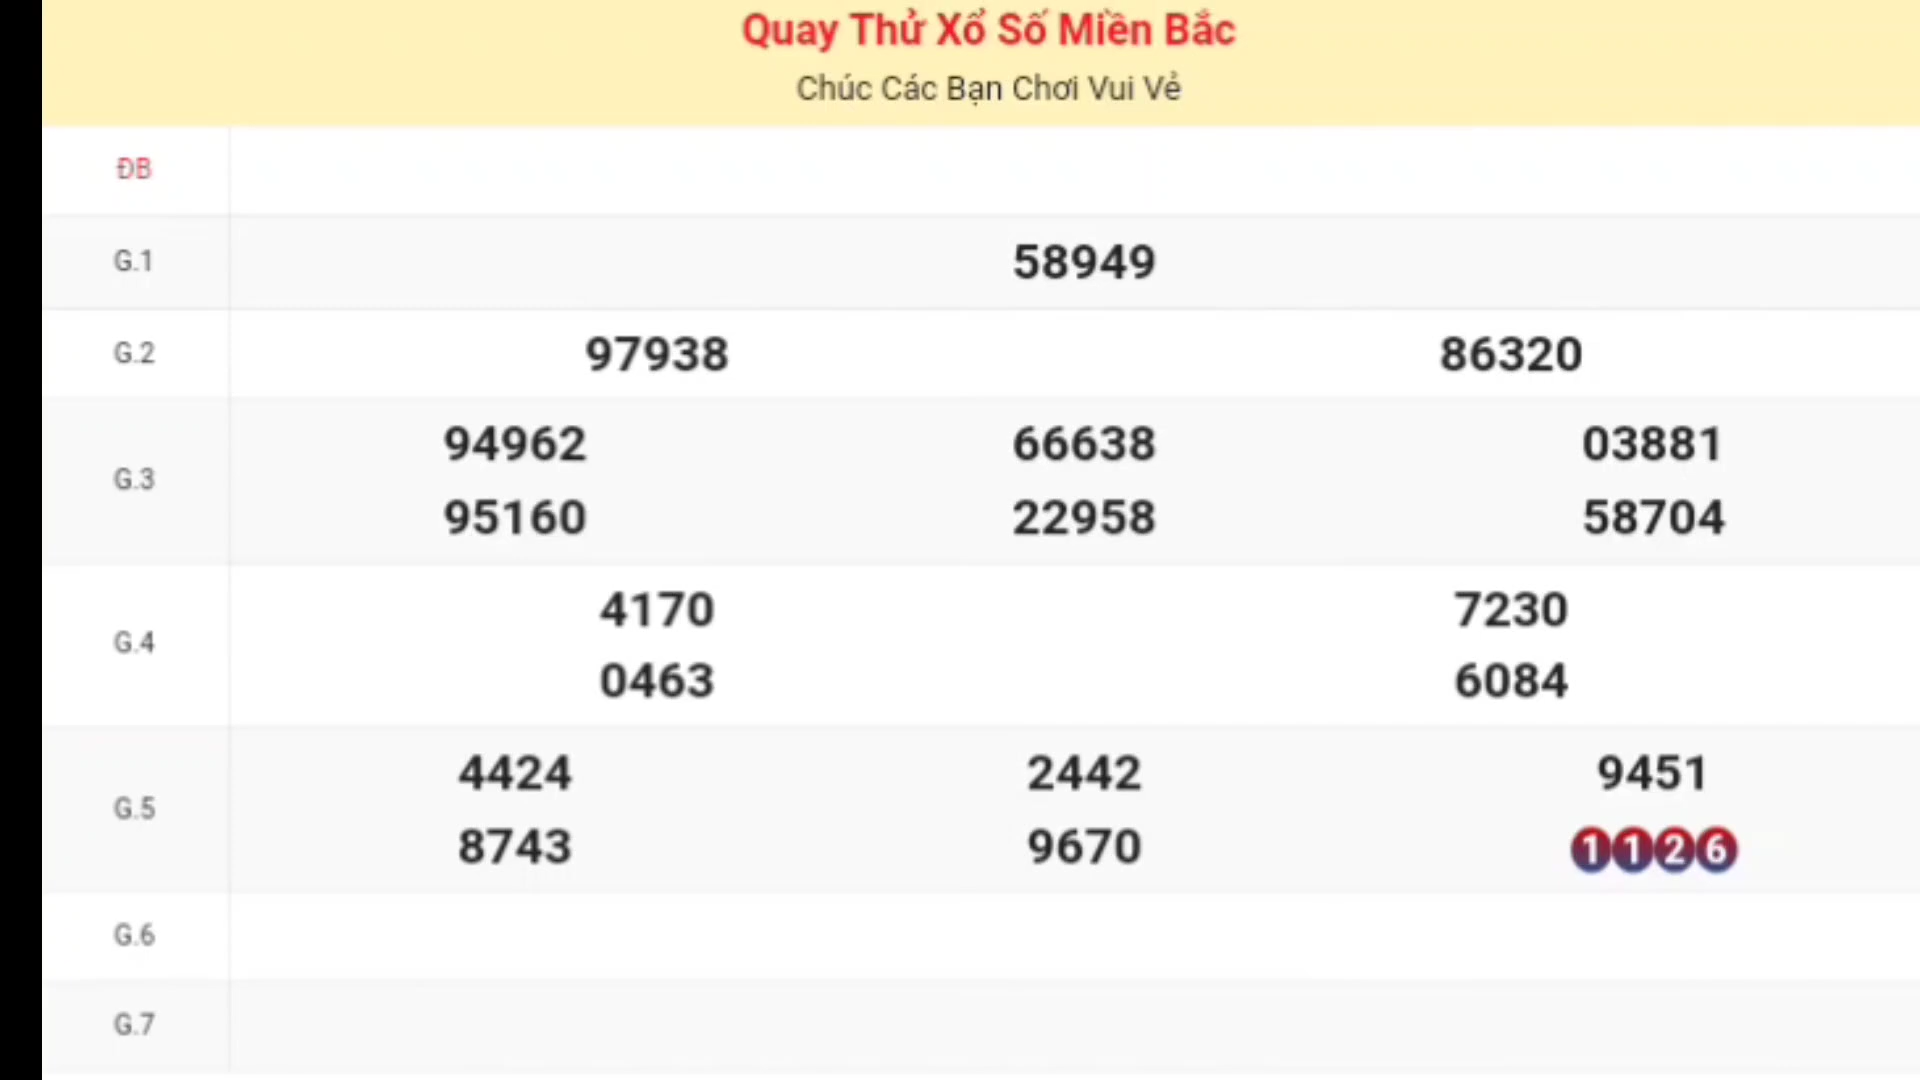 Quay Thử Xổ Số Miền Bắc
Chúc Các Bạn Chơi Vui Vẻ
ĐB
G.1 58949
G.2 97938 86320
G.3 94962 66638 03881
95160 22958 58704
G.4 4170 7230
0463 6084
G.5 4424 2442 9451
8743 9670 1126
G.6
G.7